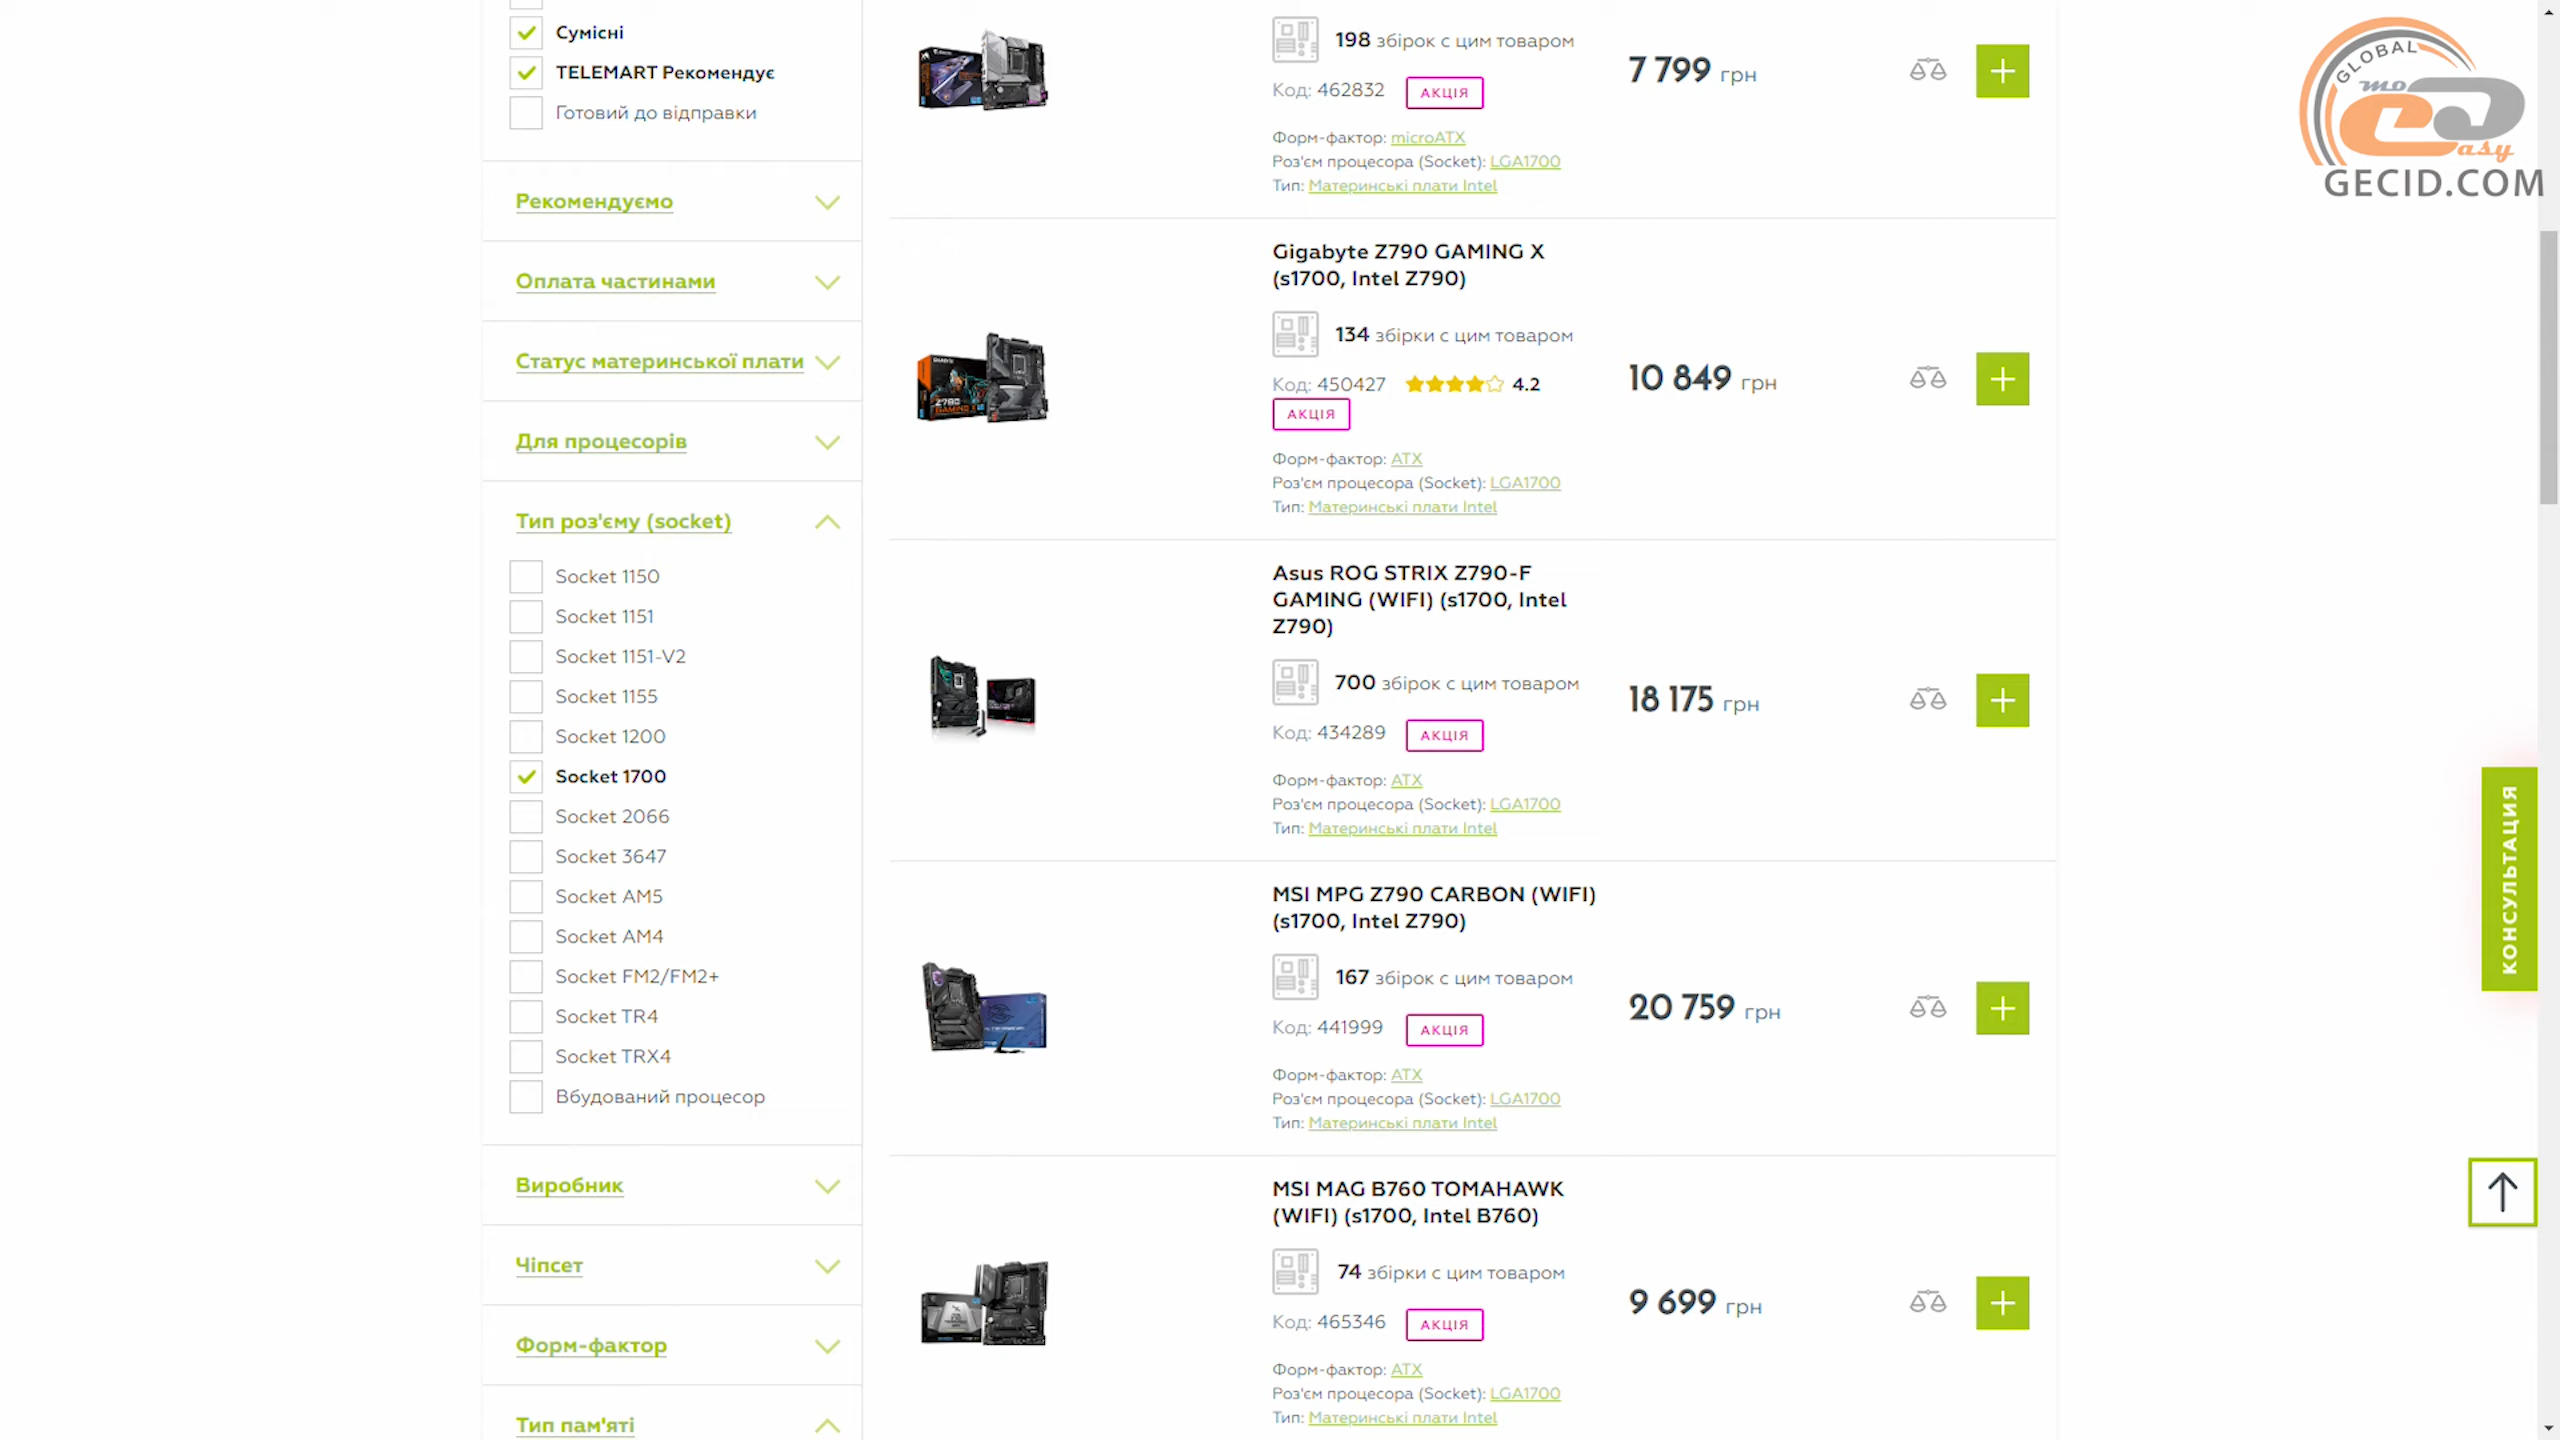 Сумісні
TELEMART Рекомендує
Готовий до відправки
Рекомендуємо
Оплата частинами
Статус материнської плати
Для процесорів
Тип роз'єму (socket)
Socket 1150
Socket 1151
Socket 1151-V2
Socket 1155
Socket 1200
Socket 1700
Socket 2066
Socket 3647
Socket AM5
Socket AM4
Socket FM2/FM2+
Socket TR4
Socket TRX4
Вбудований процесор
Виробник
Чіпсет
Форм-фактор
Тип пам'яті
198 збірок с цим товаром
7 799 грн
Код: 462832 АКЦІЯ
Форм-фактор: microATX
Роз'єм процесора (Socket): LGA1700
Тип: Материнські плати Intel
Gigabyte Z790 GAMING X
(s1700, Intel Z790)
134 збірки с цим товаром
10 849 грн
Код: 450427 4.2
АКЦІЯ
Форм-фактор: ATX
Роз'єм процесора (Socket): LGA1700
Тип: Материнські плати Intel
Z790
GAMING X
Asus ROG STRIX Z790-F
GAMING (WIFI) (s1700, Intel
Z790)
700 збірок с цим товаром
18 175 грн
Код: 434289 АКЦІЯ
Форм-фактор: ATX
Роз'єм процесора (Socket): LGA1700
Тип: Материнські плати Intel
MSI MPG Z790 CARBON (WIFI)
(s1700, Intel Z790)
167 збірок с цим товаром
20 759 грн
Код: 441999 АКЦІЯ
Форм-фактор: ATX
Роз'єм процесора (Socket): LGA1700
Тип: Материнські плати Intel
MSI MAG B760 TOMAHAWK
(WIFI) (s1700, Intel B760)
74 збірки с цим товаром
9 699 грн
Код: 465346 АКЦІЯ
Форм-фактор: ATX
Роз'єм процесора (Socket): LGA1700
Тип: Материнські плати Intel
КОНСУЛЬТАЦИЯ
GLOBAL
mo
easy
GECID.COM